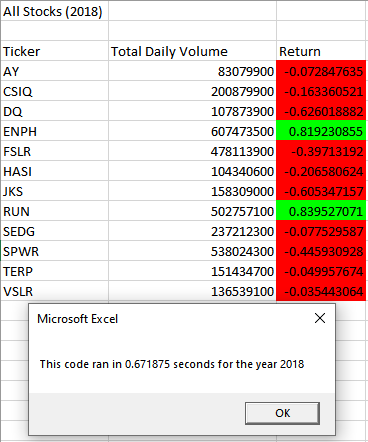 All Stocks (2018)
Ticker Total Daily Volume Return
AY 83079900 -0.072847635
CSIQ 200879900 -0.163360521
DQ 107873900 -0.626018882
ENPH 607473500 0.819230855
FSLR 478113900 -0.39713192
HASI 104340600 -0.206580624
JKS 158309000 -0.605347157
RUN 502757100 0.839527071
SEDG 237212300 -0.077529587
SPWR 538024300 -0.445930928
TERP 151434700 -0.049957674
VSLR 136539100 -0.035443064
Microsoft Excel
This code ran in 0.671875 seconds for the year 2018
OK